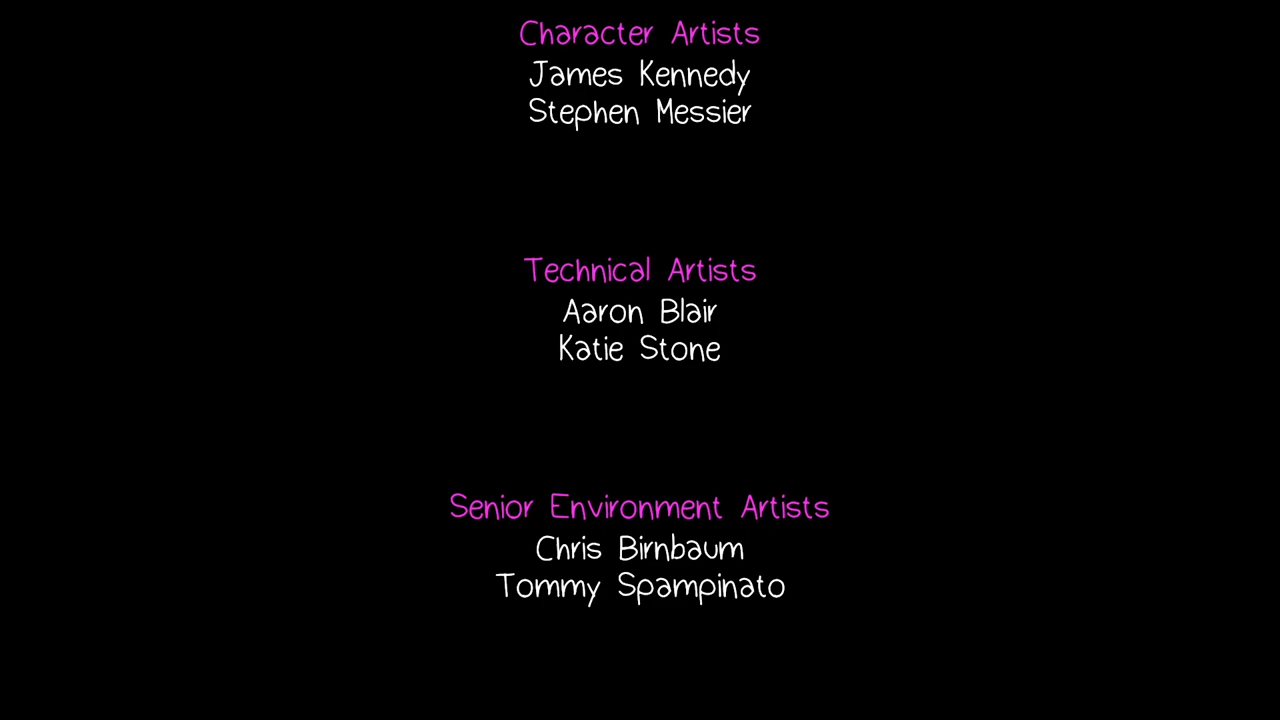 Character Artists
James Kennedy
Stephen Messier
Technical Artists
Aaron Blair
Katie Stone
Senior Environment Artists
Chris Birnbaum
Tommy Spampinato